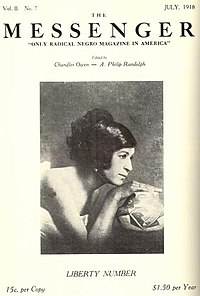 Vol. II. No. 7 JULY, 1918
THE
MESSENGER
"ONLY RADICAL NEGRO MAGAZINE IN AMERICA"
Edited by
Chandler Owen — A. Philip Randolph
LIBERTY NUMBER
15c. per Copy $1.50 per Year